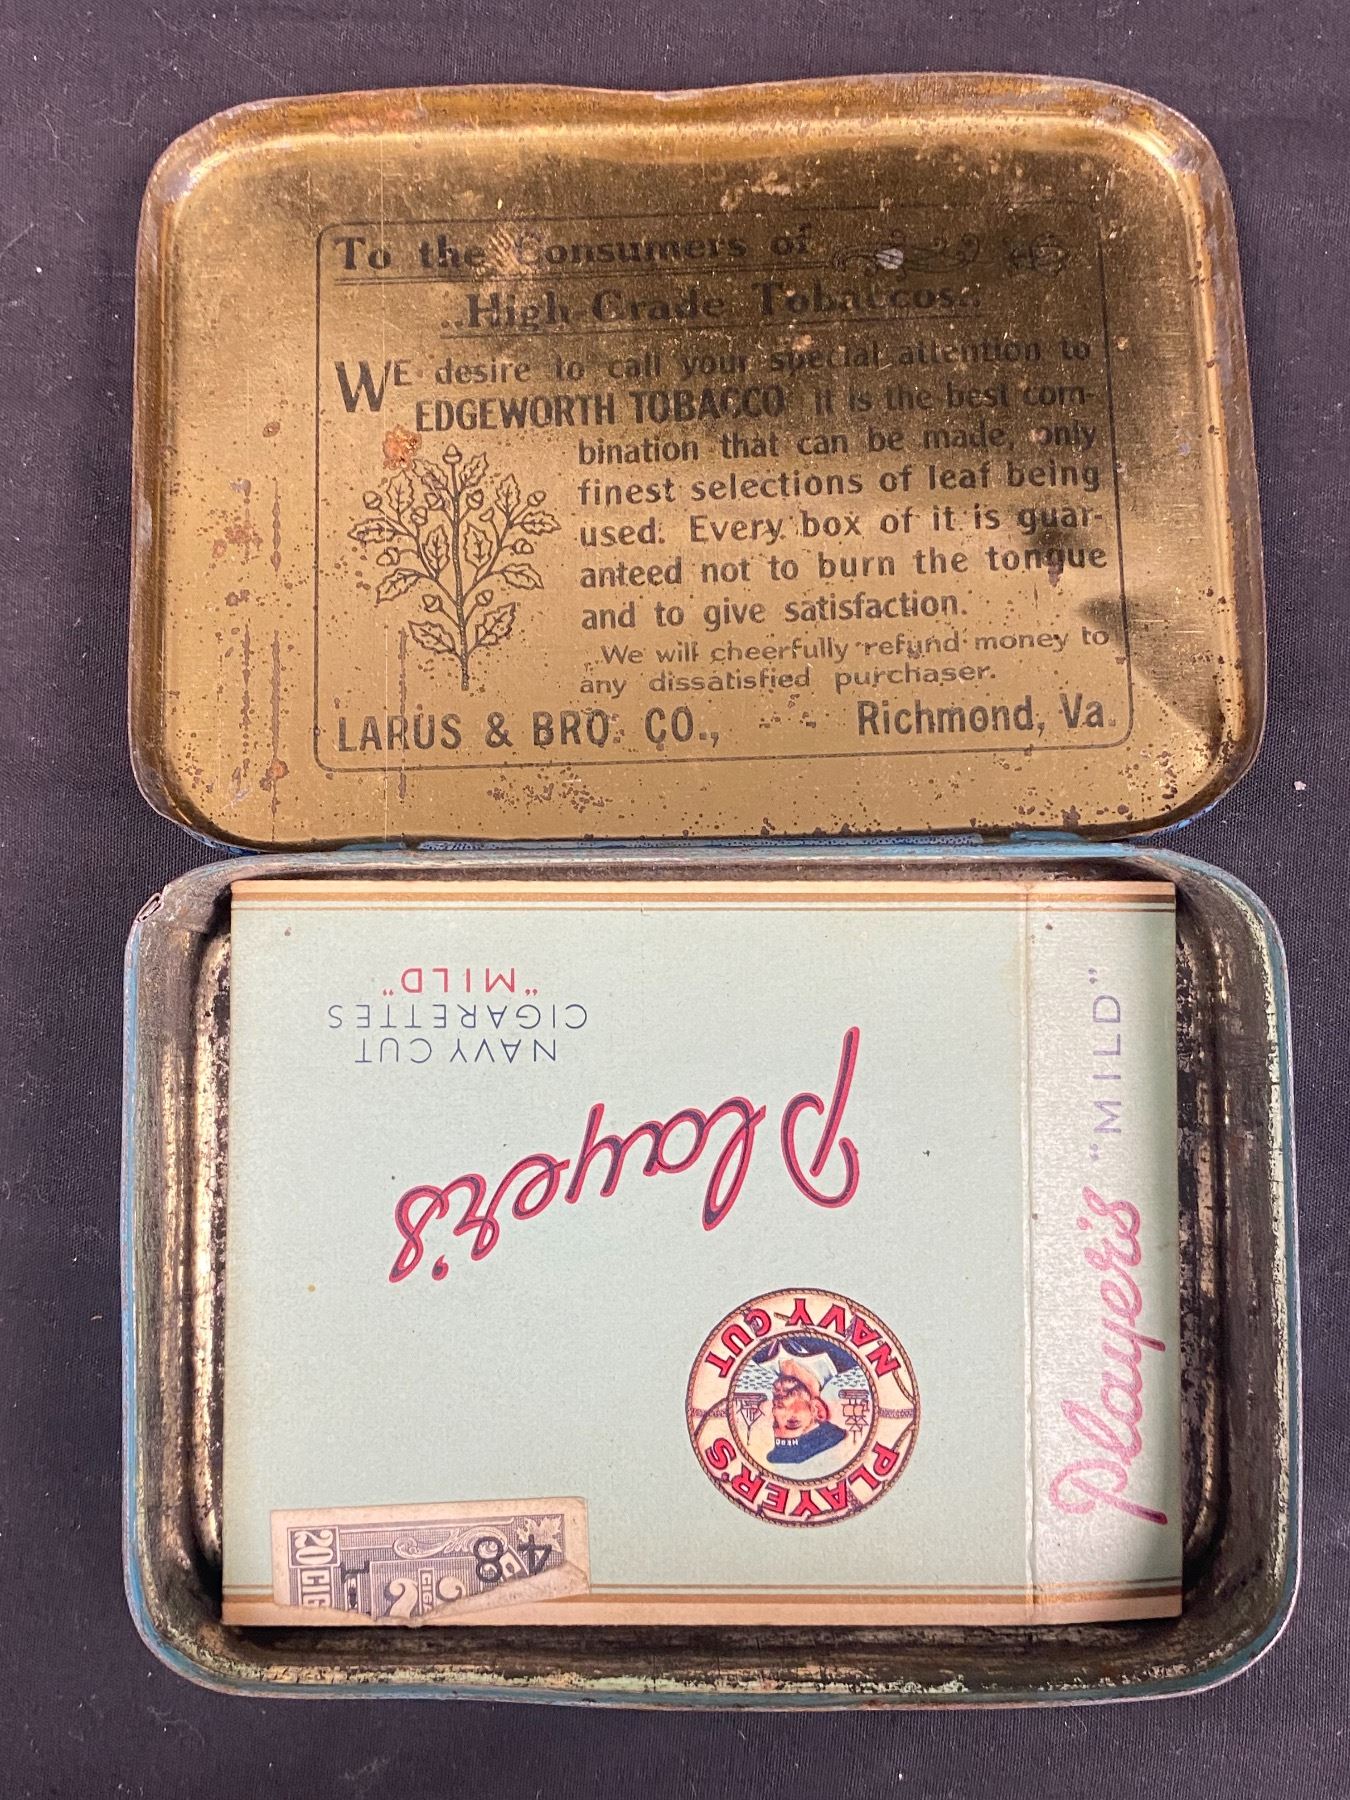 To the Consumers of
..High-Grade Tobaccos..
WE desire to call your special attention to
EDGEWORTH TOBACCO it is the best com-
bination that can be made, only
finest selections of leaf being
used. Every box of it is guar-
anteed not to burn the tongue
and to give satisfaction.
We will cheerfully refund money to
any dissatisfied purchaser.
LARUS & BRO. CO., - - Richmond, Va.
Player's
NAVY CUT
CIGARETTES
"MILD"
PLAYER'S
NAVY CUT
HERO
Player's "MILD"
20
48
1